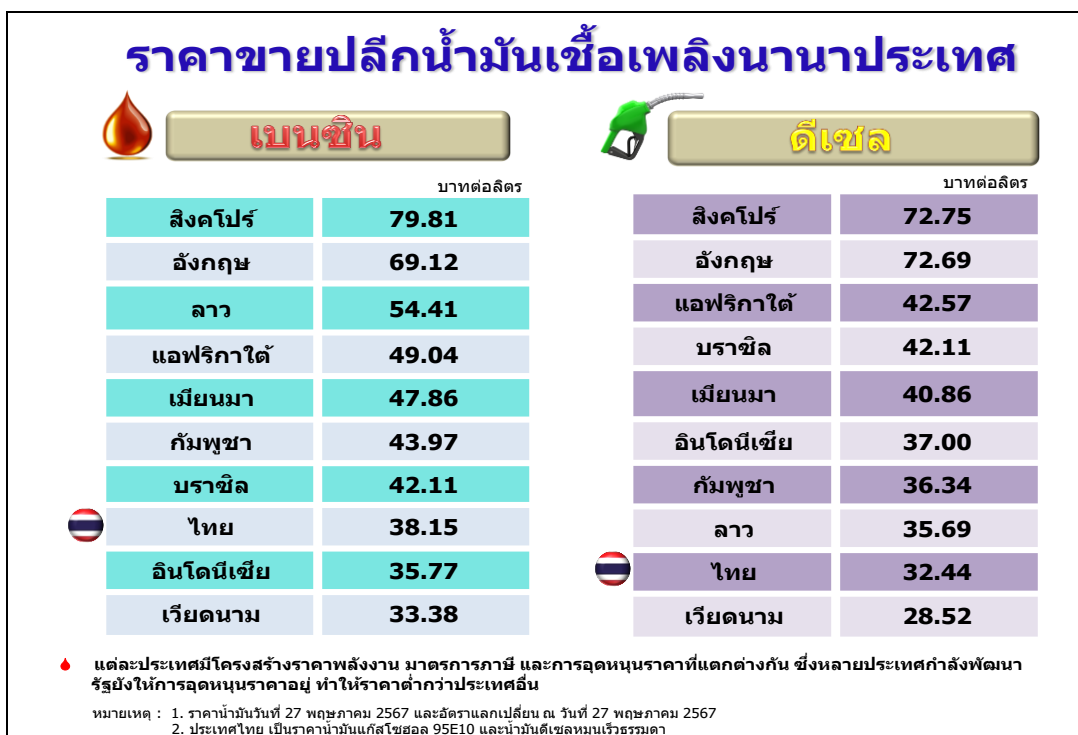 ราคาขายปลีกน้ำมันเชื้อเพลิงนานาประเทศ
เบนซิน
บาทต่อลิตร
สิงคโปร์ 79.81
อังกฤษ 69.12
ลาว 54.41
แอฟริกาใต้ 49.04
เมียนมา 47.86
กัมพูชา 43.97
บราซิล 42.11
ไทย 38.15
อินโดนีเซีย 35.77
เวียดนาม 33.38
ดีเซล
บาทต่อลิตร
สิงคโปร์ 72.75
อังกฤษ 72.69
แอฟริกาใต้ 42.57
บราซิล 42.11
เมียนมา 40.86
อินโดนีเซีย 37.00
กัมพูชา 36.34
ลาว 35.69
ไทย 32.44
เวียดนาม 28.52
แต่ละประเทศมีโครงสร้างราคาพลังงาน มาตรการภาษี และการอุดหนุนราคาที่แตกต่างกัน ซึ่งหลายประเทศกำลังพัฒนา
รัฐยังให้การอุดหนุนราคาอยู่ ทำให้ราคาต่ำกว่าประเทศอื่น
หมายเหตุ : 1. ราคาน้ำมันวันที่ 27 พฤษภาคม 2567 และอัตราแลกเปลี่ยน ณ วันที่ 27 พฤษภาคม 2567
2. ประเทศไทย เป็นราคาน้ำมันแก๊สโซฮอล 95E10 และน้ำมันดีเซลหมุนเร็วธรรมดา